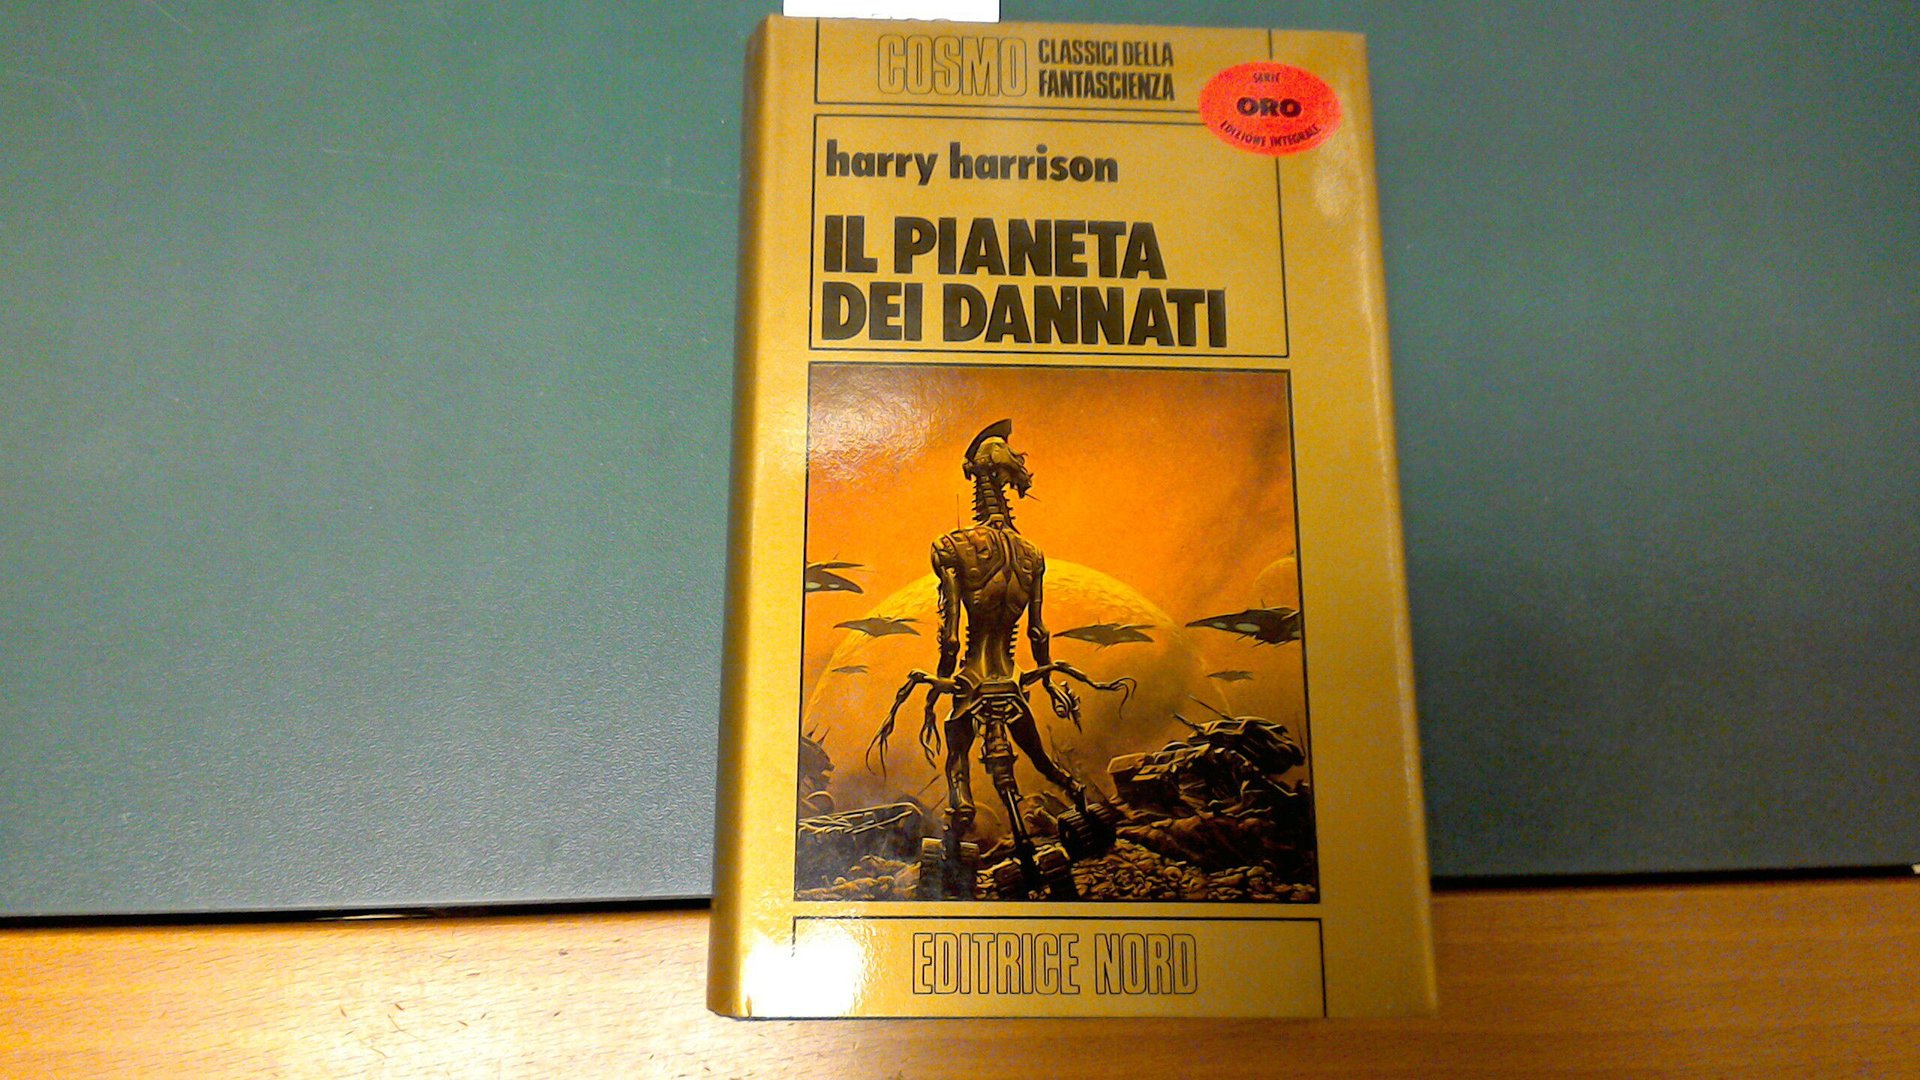 COSMO
CLASSICI DELLA
FANTASCIENZA
SERIE
ORO
EDIZIONE INTEGRALE
harry harrison
IL PIANETA
DEI DANNATI
EDITRICE NORD